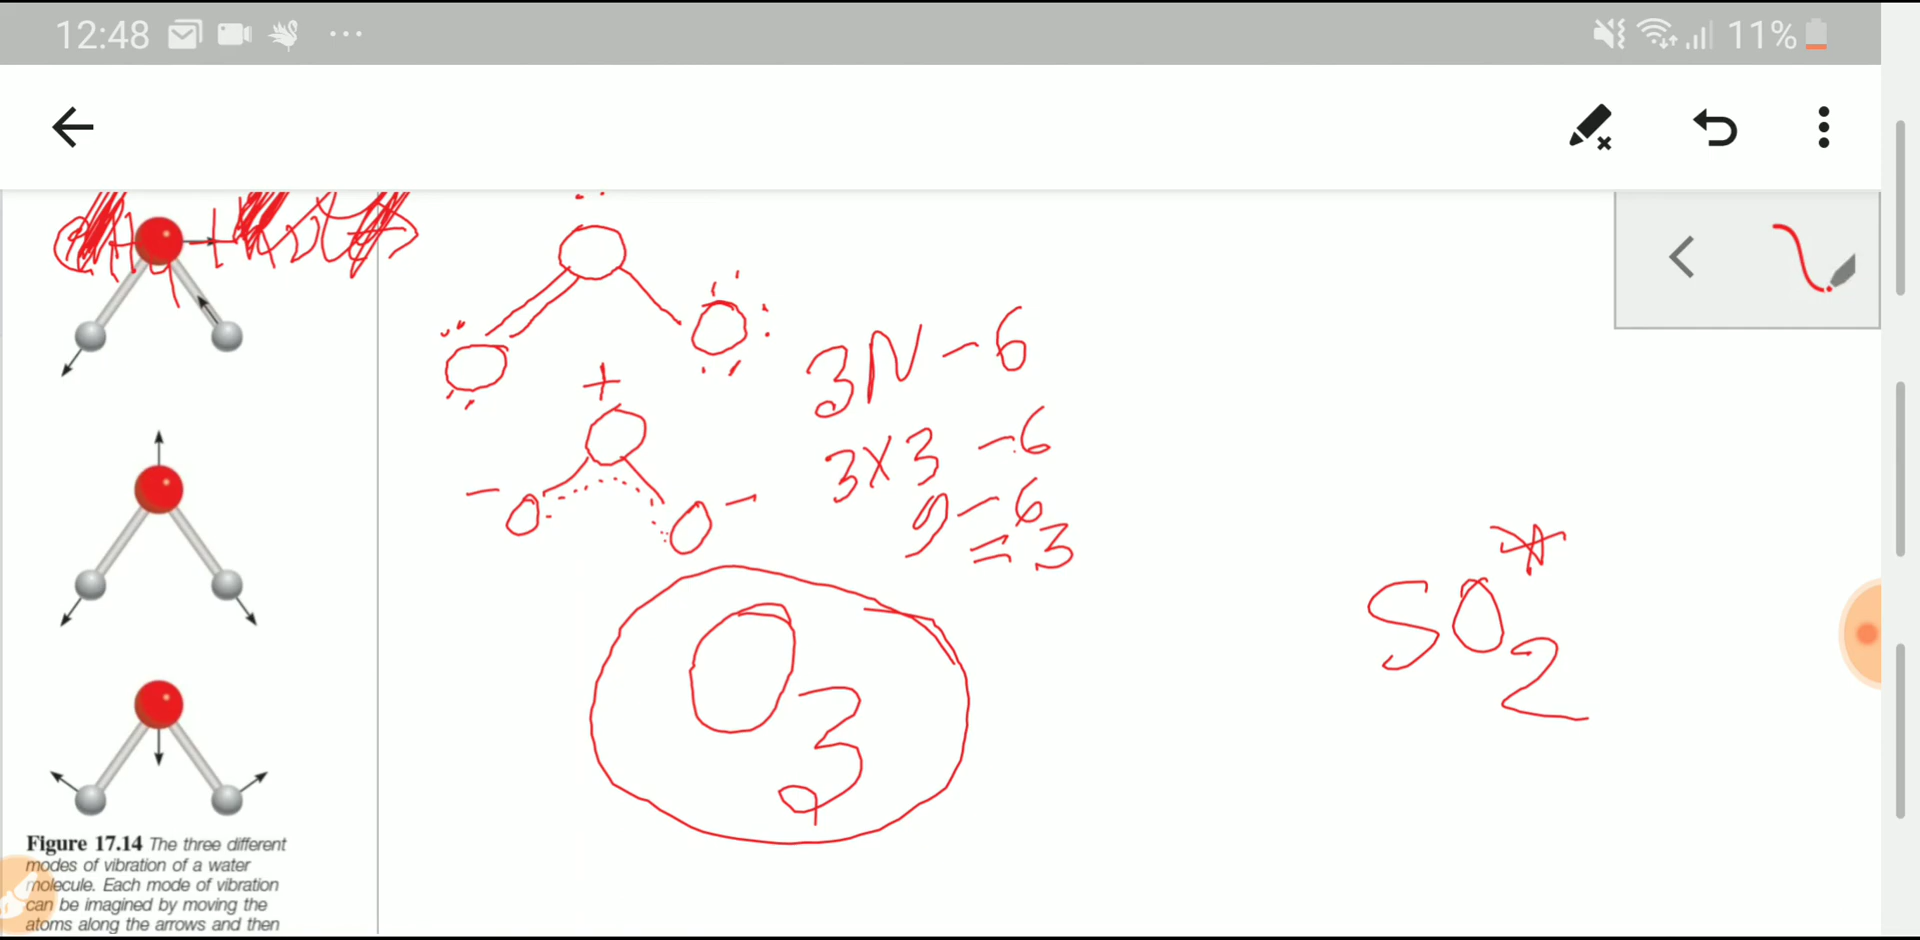 12:48
11%
3N-6
3x3 -6
9-6
=3
O3
SO2*
Figure 17.14 The three different
modes of vibration of a water
molecule. Each mode of vibration
can be imagined by moving the
atoms along the arrows and then